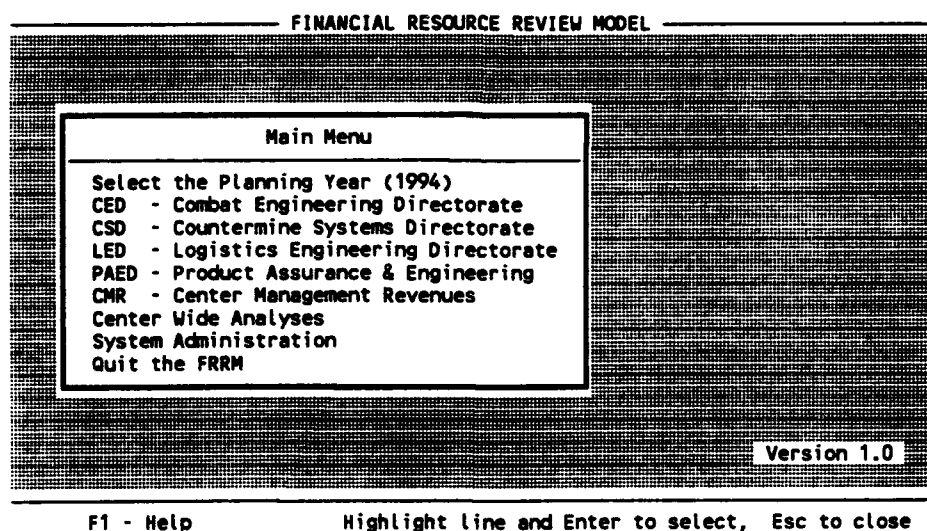 FINANCIAL RESOURCE REVIEW MODEL
Main Menu
Select the Planning Year (1994)
CED - Combat Engineering Directorate
CSD - Countermine Systems Directorate
LED - Logistics Engineering Directorate
PAED - Product Assurance & Engineering
CMR - Center Management Revenues
Center Wide Analyses
System Administration
Quit the FRRM
Version 1.0
F1 - Help Highlight line and Enter to select, Esc to close